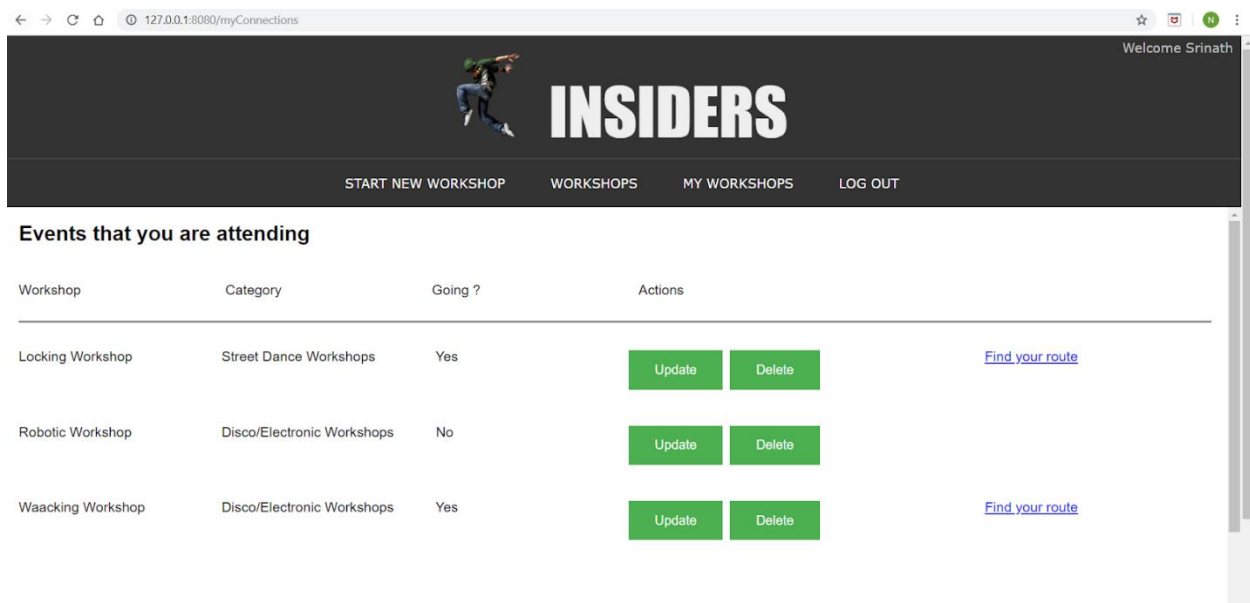 127.0.0.1:8080/myConnections
N
Welcome Srinath
INSIDERS
START NEW WORKSHOP WORKSHOPS MY WORKSHOPS LOG OUT
Events that you are attending
Workshop Category Going ? Actions
Locking Workshop Street Dance Workshops Yes Update Delete Find your route
Robotic Workshop Disco/Electronic Workshops No Update Delete
Waacking Workshop Disco/Electronic Workshops Yes Update Delete Find your route